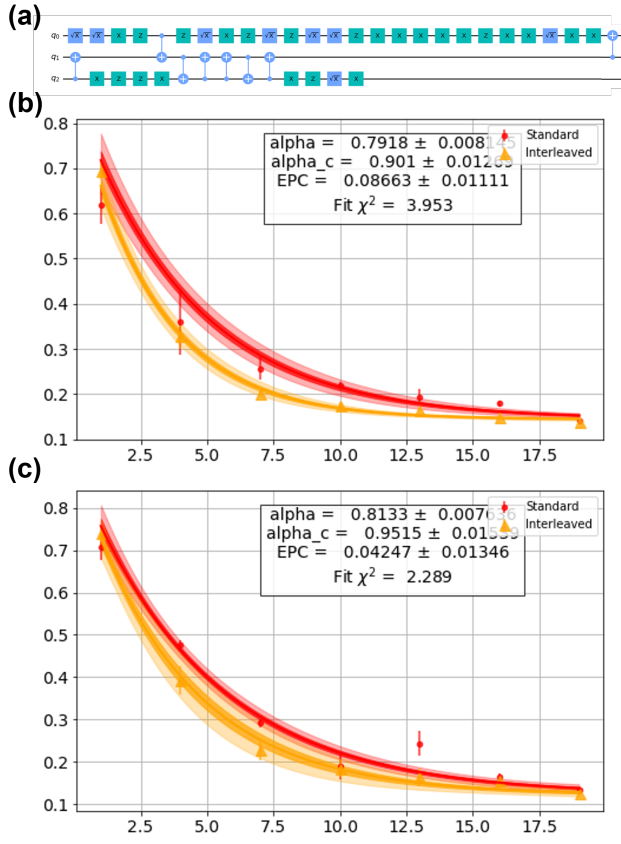 (a)
q₀ √X √X X Z Z √X X Z √X Z √X Z X X X X X X X X √X X
q₁
q₂ X Z Z X X Z √X X
(b)
0.8
0.7
0.6
0.5
0.4
0.3
0.2
0.1
alpha = 0.7918 ± 0.008145
alpha_c = 0.901 ± 0.01
EPC = 0.08663 ± 0.01111
Fit χ² = 3.953
Standard
Interleaved
2.5 5.0 7.5 10.0 12.5 15.0 17.5
(c)
0.8
0.7
0.6
0.5
0.4
0.3
0.2
0.1
alpha = 0.8133 ± 0.007
alpha_c = 0.9515 ± 0.01
EPC = 0.04247 ± 0.01346
Fit χ² = 2.289
Standard
Interleaved
2.5 5.0 7.5 10.0 12.5 15.0 17.5